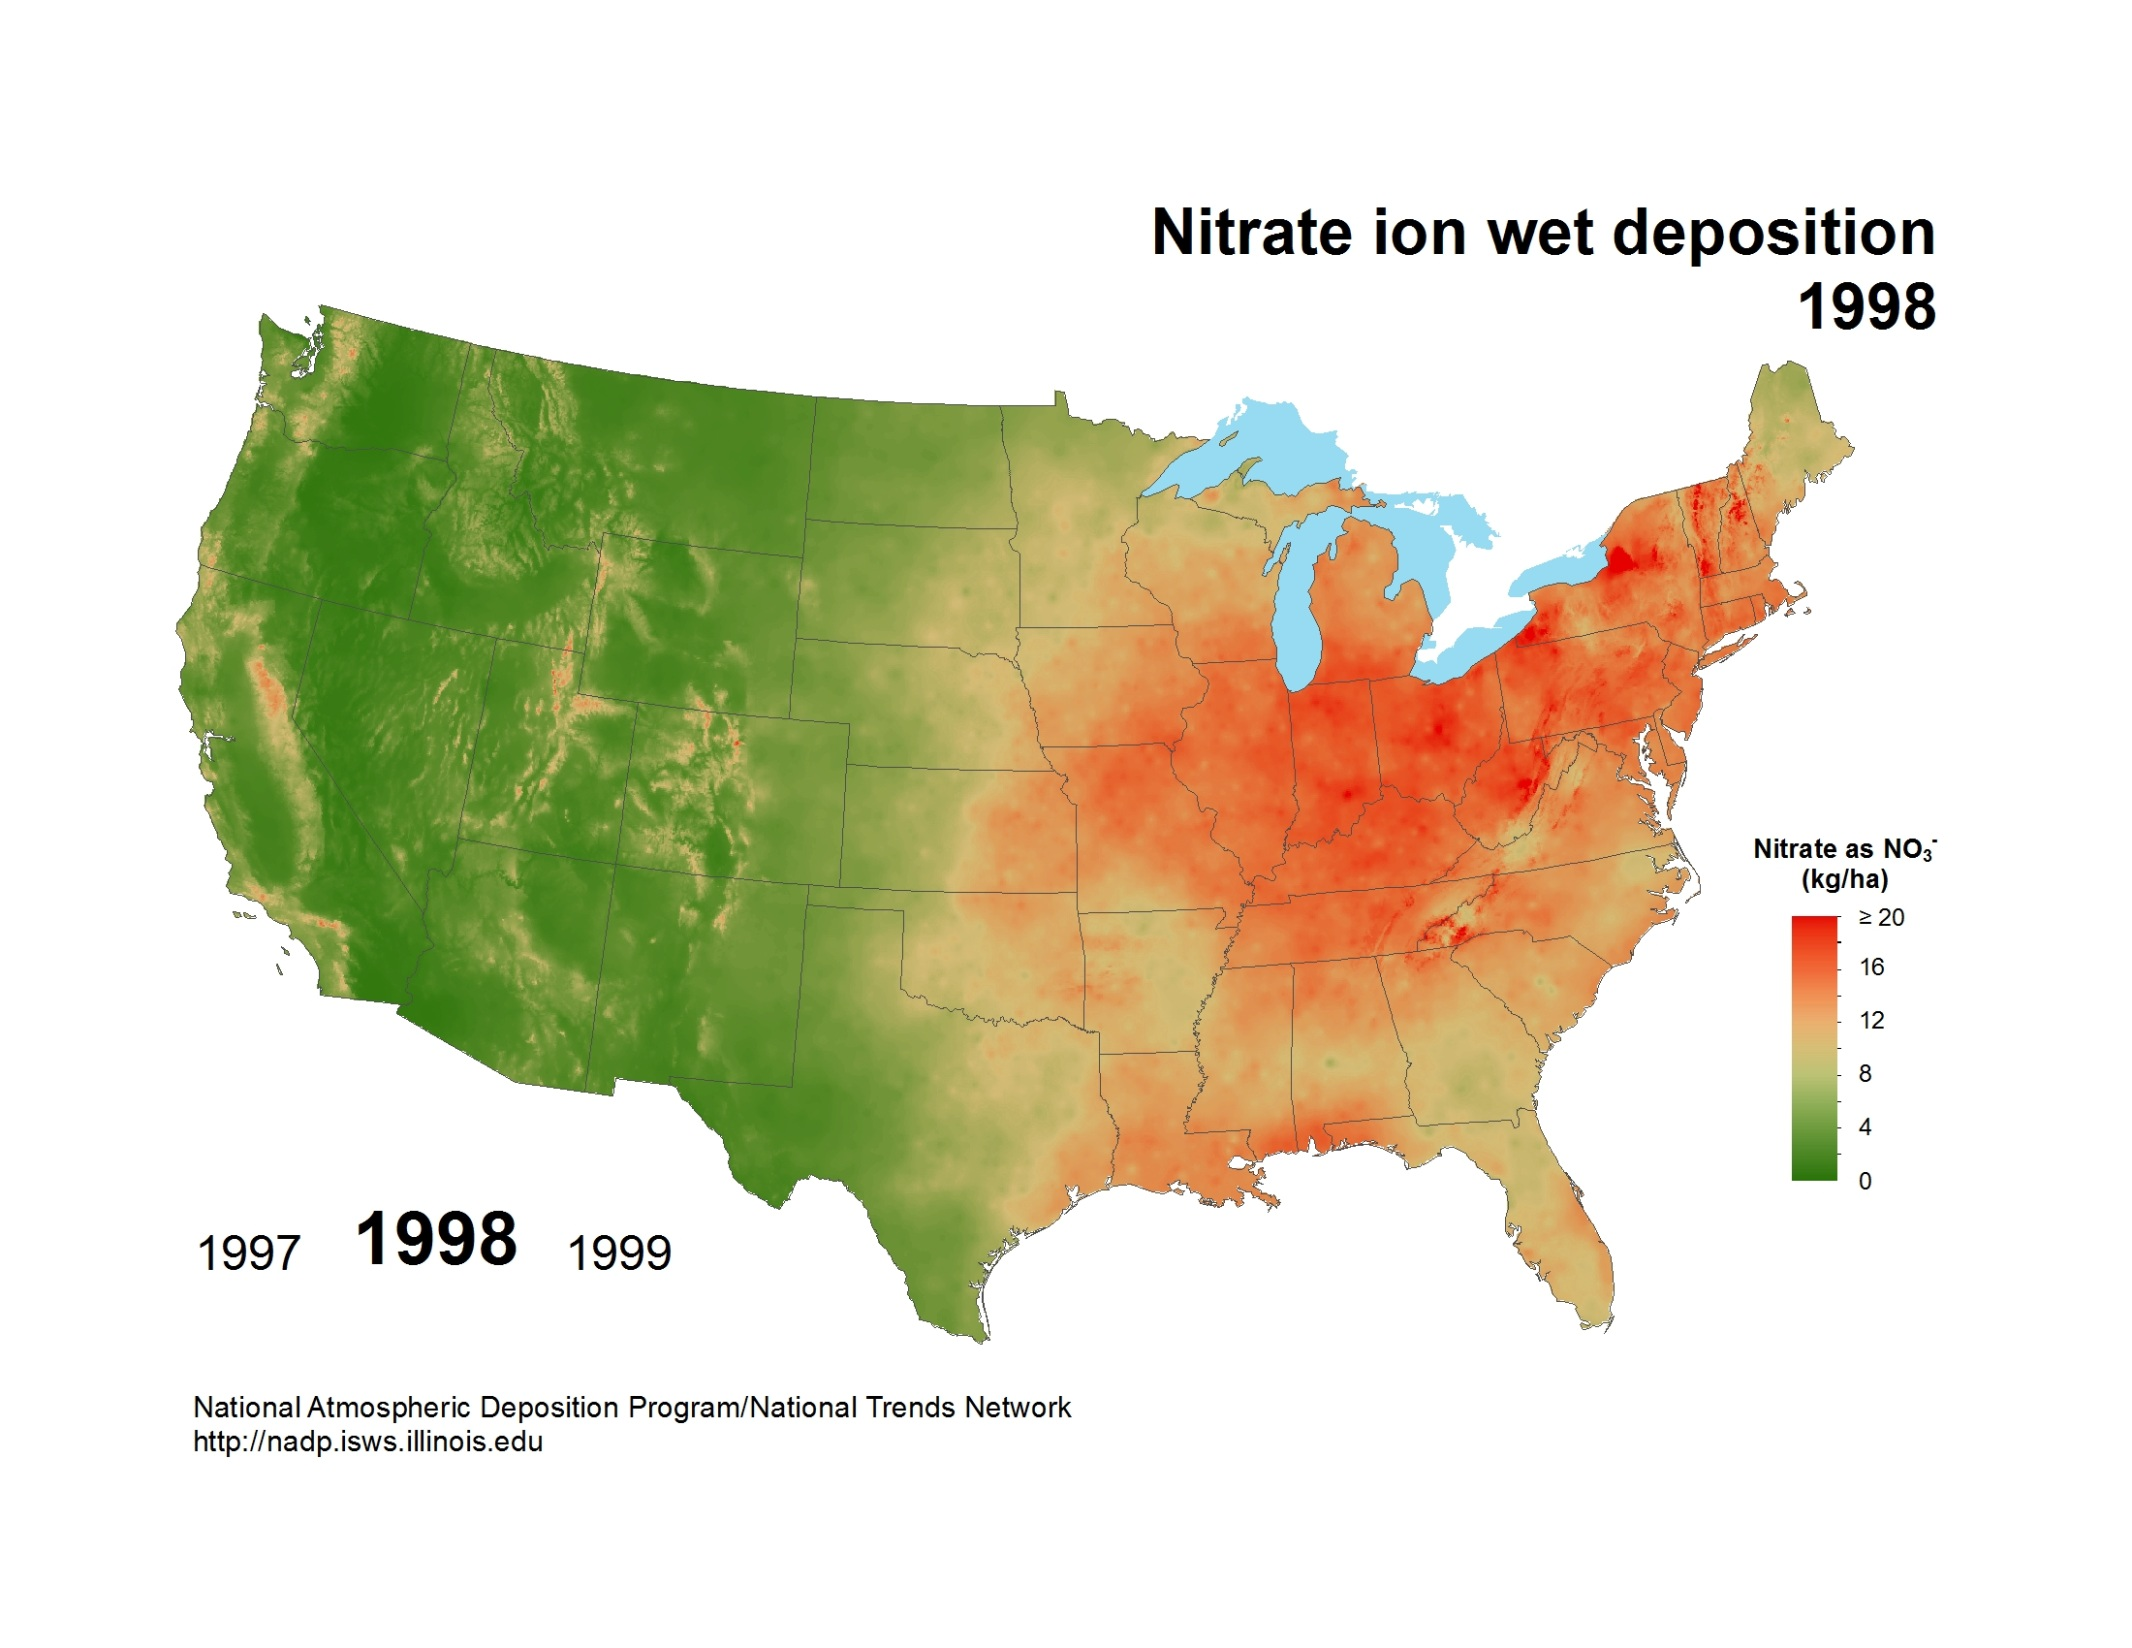 Nitrate ion wet deposition
1998
Nitrate as NO₃⁻
(kg/ha)
≥ 20
16
12
8
4
0
1997 1998 1999
National Atmospheric Deposition Program/National Trends Network
http://nadp.isws.illinois.edu